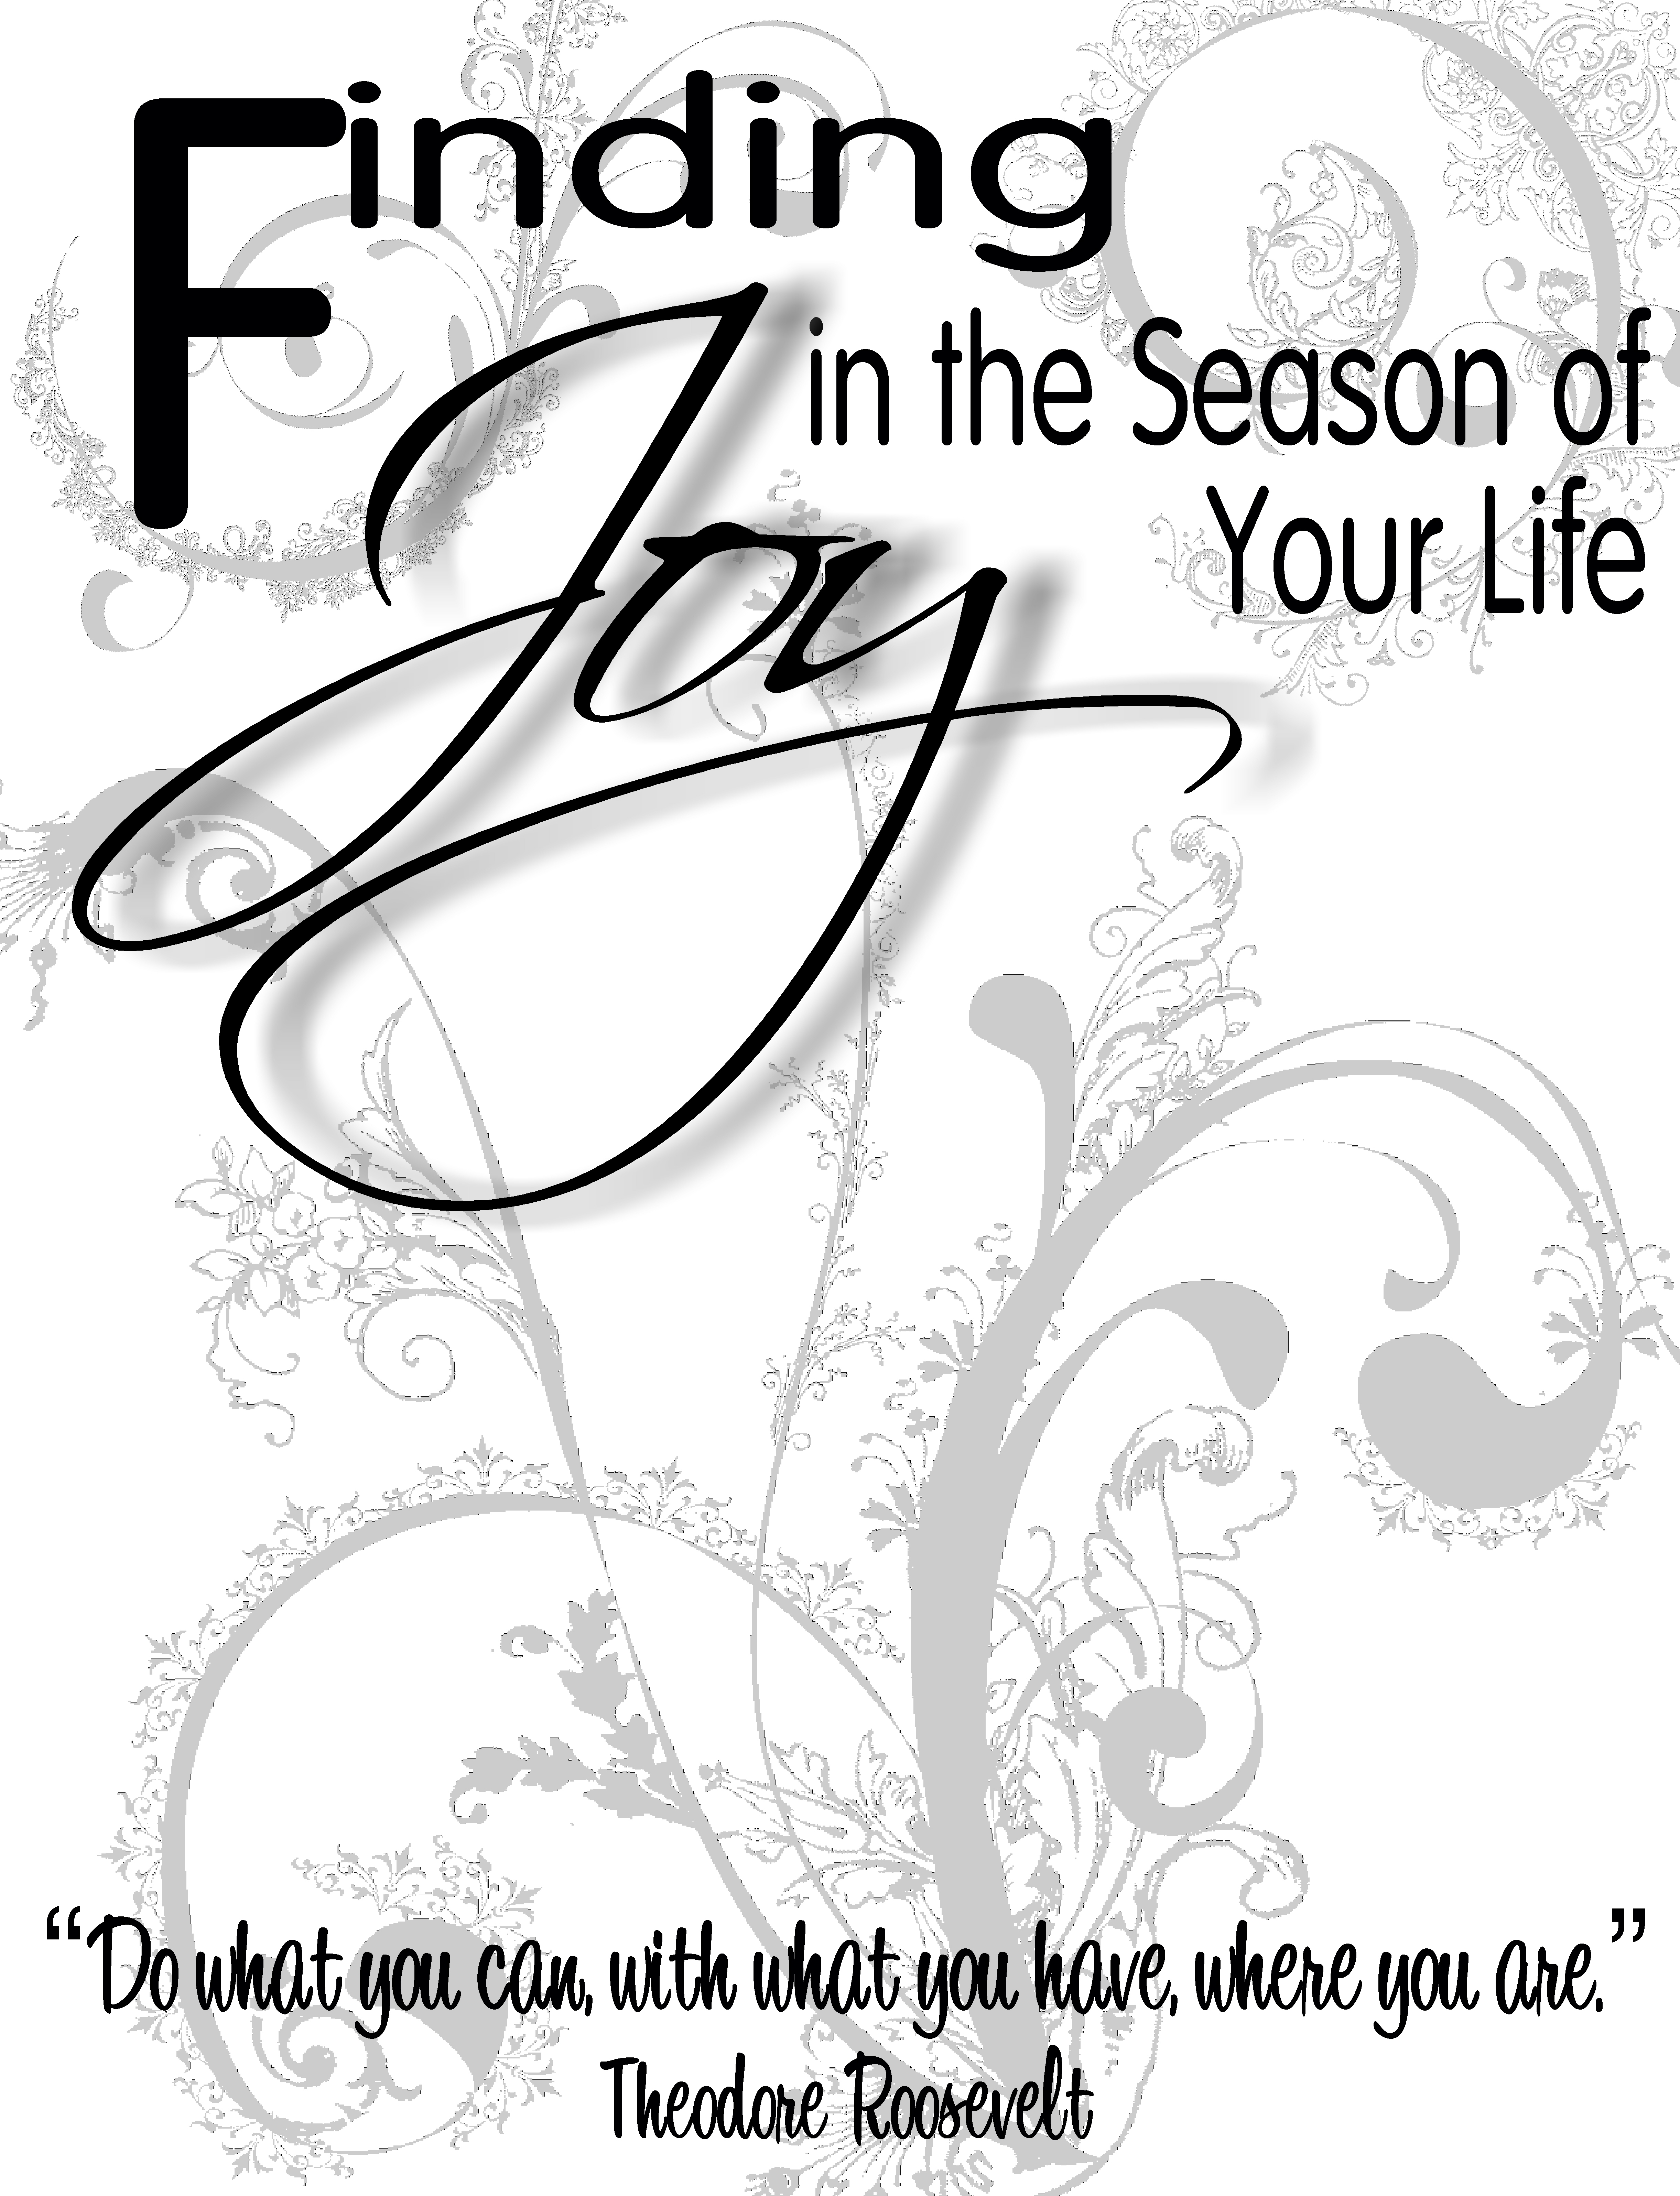 Finding
Joy
in the Season of
Your Life
“Do what you can, with what you have, where you are.”
Theodore Roosevelt